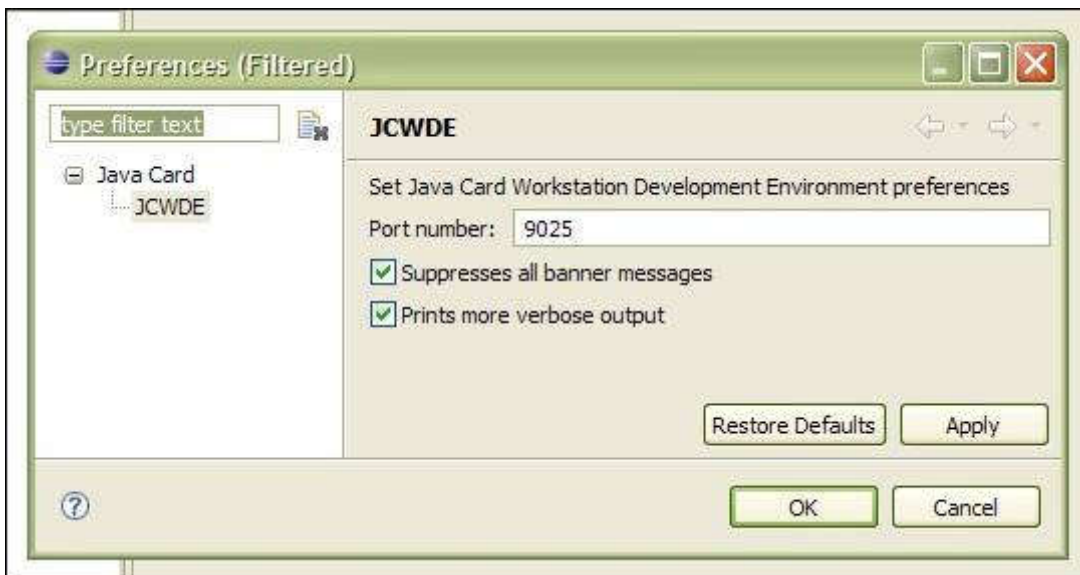 Preferences (Filtered)
type filter text
Java Card
JCWDE
JCWDE
Set Java Card Workstation Development Environment preferences
Port number: 9025
Suppresses all banner messages
Prints more verbose output
Restore Defaults Apply
OK Cancel